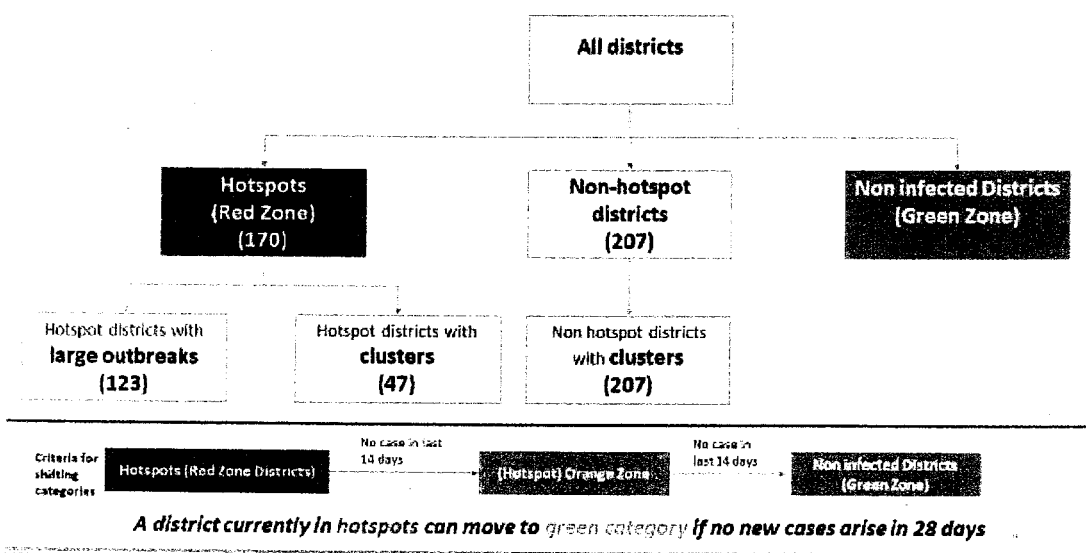 All districts
Hotspots
(Red Zone)
(170)
Non-hotspot
districts
(207)
Non infected Districts
(Green Zone)
Hotspot districts with
large outbreaks
(123)
Hotspot districts with
clusters
(47)
Non hotspot districts
with clusters
(207)
Criteria for
shifting
categories
Hotspots (Red Zone Districts)
No case in last
14 days
(Hotspot) Orange Zone
No case in
last 14 days
Non infected Districts
(Green Zone)
A district currently in hotspots can move to green category if no new cases arise in 28 days